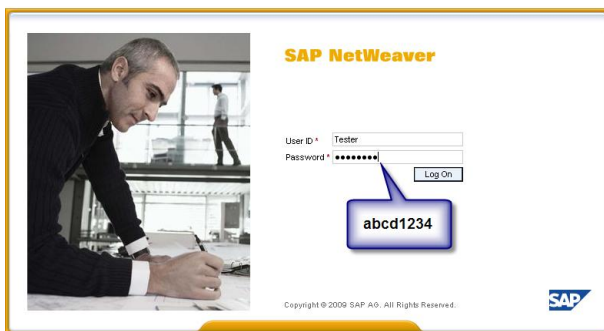 SAP NetWeaver
User ID * Tester
Password * ●●●●●●●●
Log On
abcd1234
Copyright © 2009 SAP AG. All Rights Reserved.
SAP